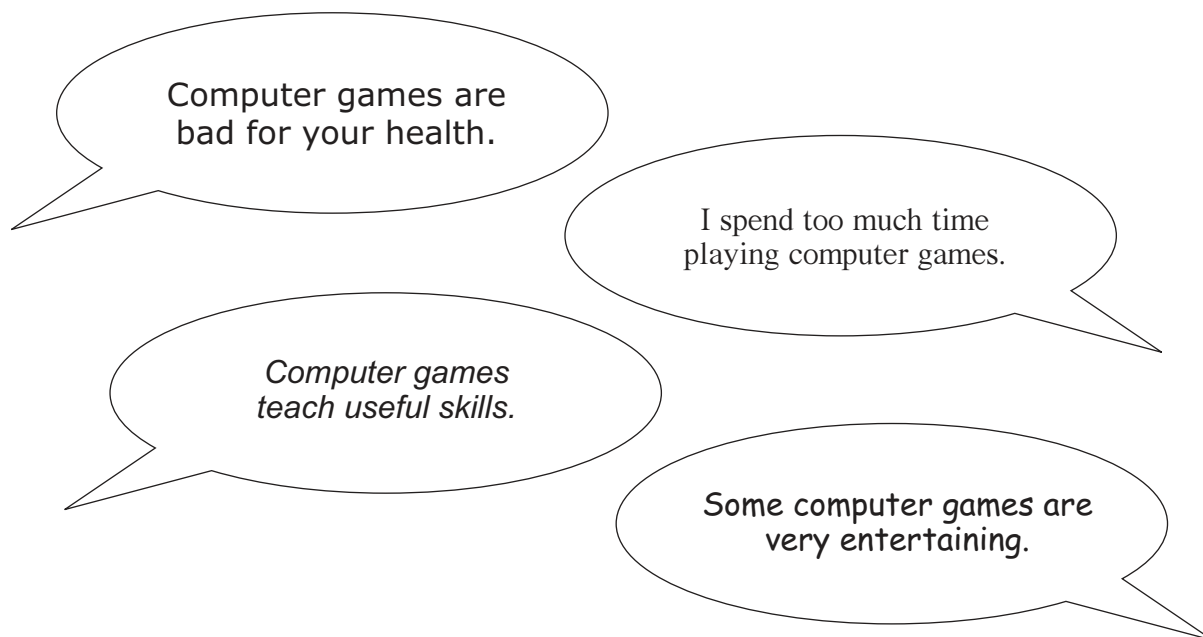 Computer games are
bad for your health.
I spend too much time
playing computer games.
Computer games
teach useful skills.
Some computer games are
very entertaining.